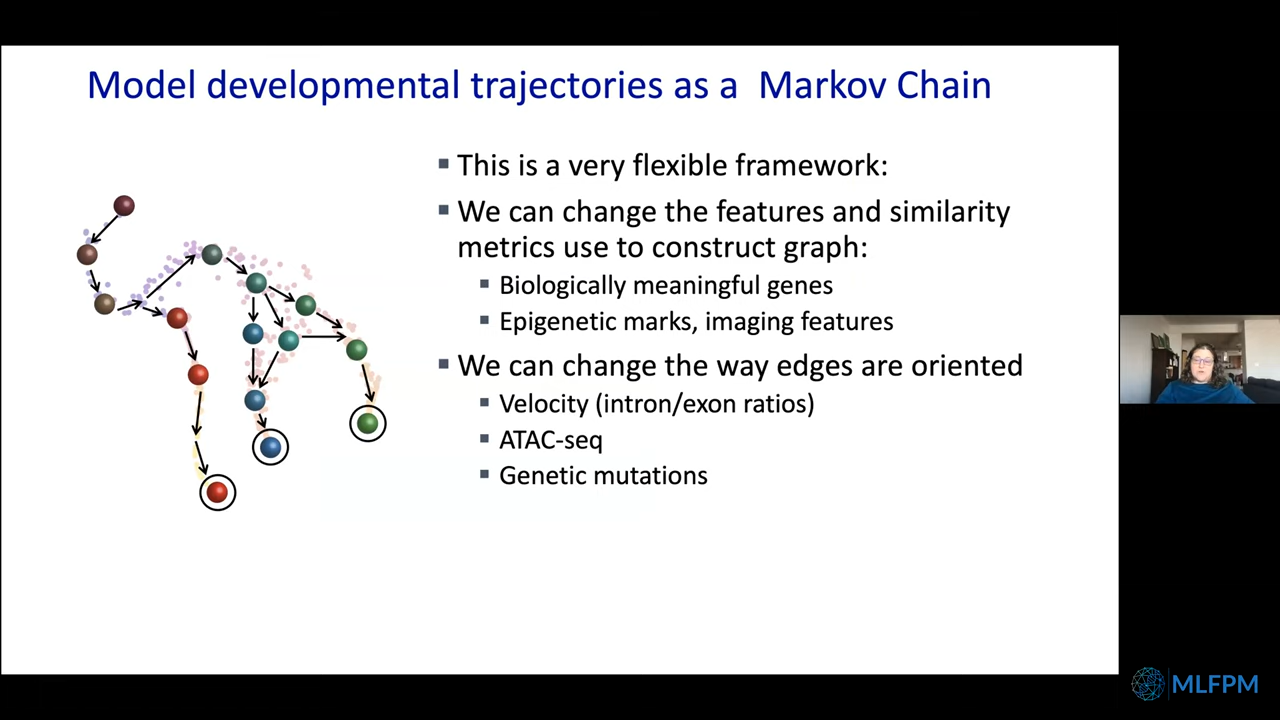 Model developmental trajectories as a Markov Chain
This is a very flexible framework:
We can change the features and similarity
metrics use to construct graph:
Biologically meaningful genes
Epigenetic marks, imaging features
We can change the way edges are oriented
Velocity (intron/exon ratios)
ATAC-seq
Genetic mutations
MLFPM